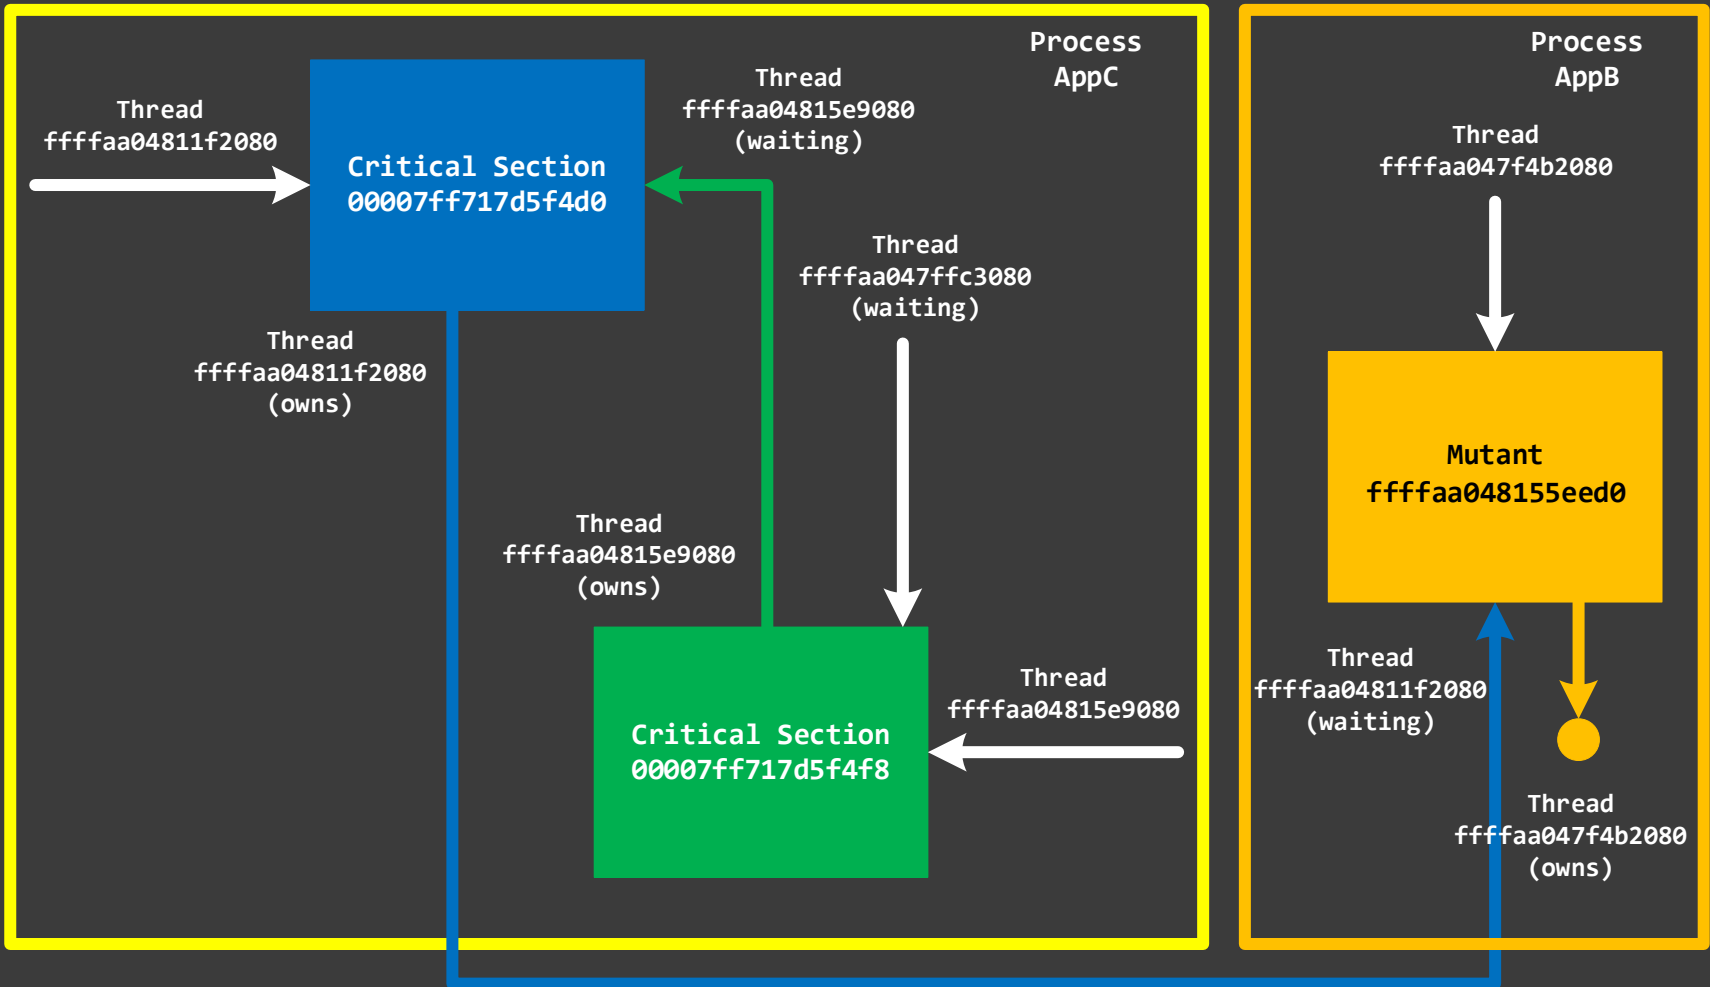 Process
AppC
Thread
ffffaa04811f2080
Critical Section
00007ff717d5f4d0
Thread
ffffaa04815e9080
(waiting)
Thread
ffffaa047ffc3080
(waiting)
Thread
ffffaa04811f2080
(owns)
Thread
ffffaa04815e9080
(owns)
Critical Section
00007ff717d5f4f8
Thread
ffffaa04815e9080
Process
AppB
Thread
ffffaa047f4b2080
Mutant
ffffaa048155eed0
Thread
ffffaa04811f2080
(waiting)
Thread
ffffaa047f4b2080
(owns)